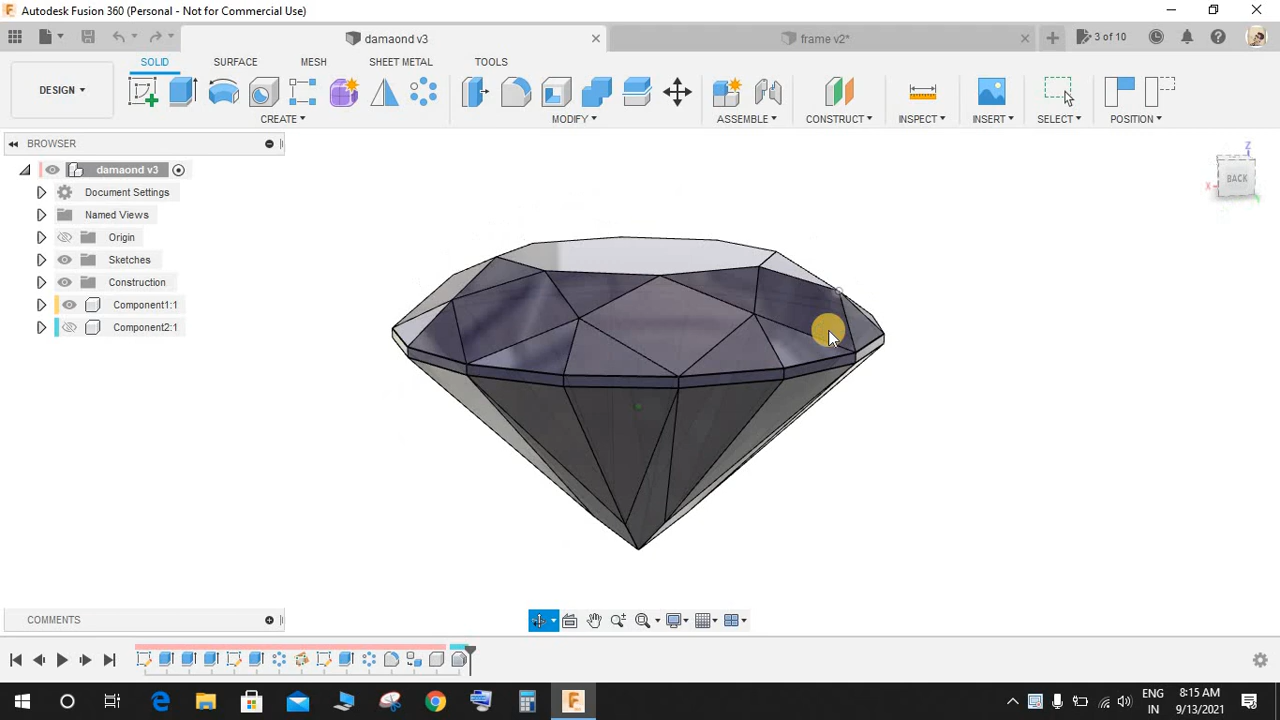 Autodesk Fusion 360 (Personal - Not for Commercial Use)
damaond v3
frame v2*
3 of 10
SOLID
SURFACE
MESH
SHEET METAL
TOOLS
DESIGN
CREATE
MODIFY
ASSEMBLE
CONSTRUCT
INSPECT
INSERT
SELECT
POSITION
BROWSER
damaond v3
Document Settings
Named Views
Origin
Sketches
Construction
Component1:1
Component2:1
Z
BACK
X
COMMENTS
ENG
IN
8:15 AM
9/13/2021